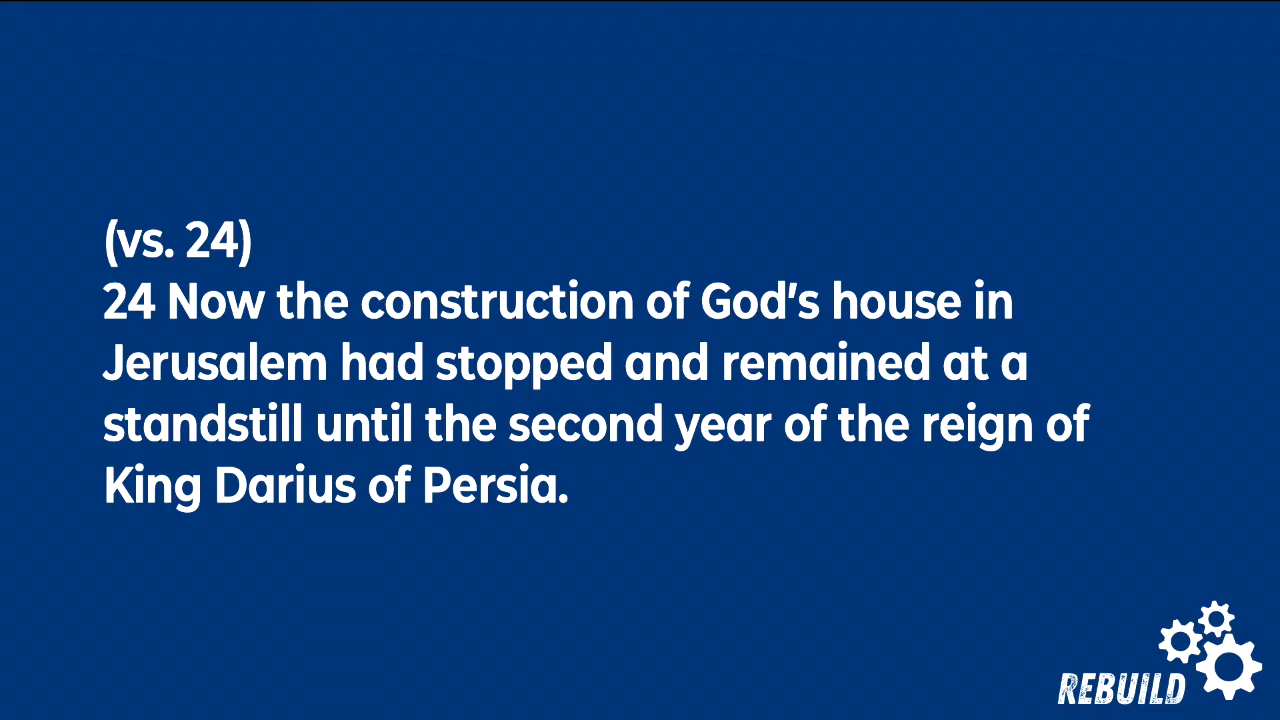 (vs. 24)
24 Now the construction of God's house in
Jerusalem had stopped and remained at a
standstill until the second year of the reign of
King Darius of Persia.
REBUILD